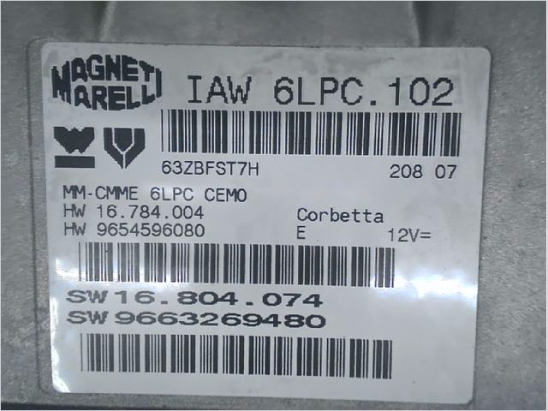 MAGNETI
MARELLI
IAW 6LPC.102
63ZBFST7H 208 07
MM-CMME 6LPC CEMO
HW 16.784.004 Corbetta
HW 9654596080 E 12V=
SW 16.804.074
SW 9663269480